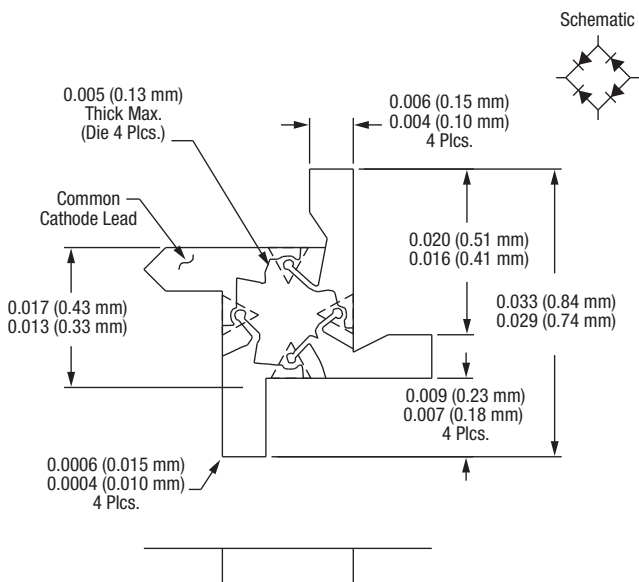 Schematic
0.005 (0.13 mm)
Thick Max.
(Die 4 Plcs.)
0.006 (0.15 mm)
0.004 (0.10 mm)
4 Plcs.
Common
Cathode Lead
0.020 (0.51 mm)
0.016 (0.41 mm)
0.017 (0.43 mm)
0.013 (0.33 mm)
0.033 (0.84 mm)
0.029 (0.74 mm)
0.009 (0.23 mm)
0.007 (0.18 mm)
4 Plcs.
0.0006 (0.015 mm)
0.0004 (0.010 mm)
4 Plcs.